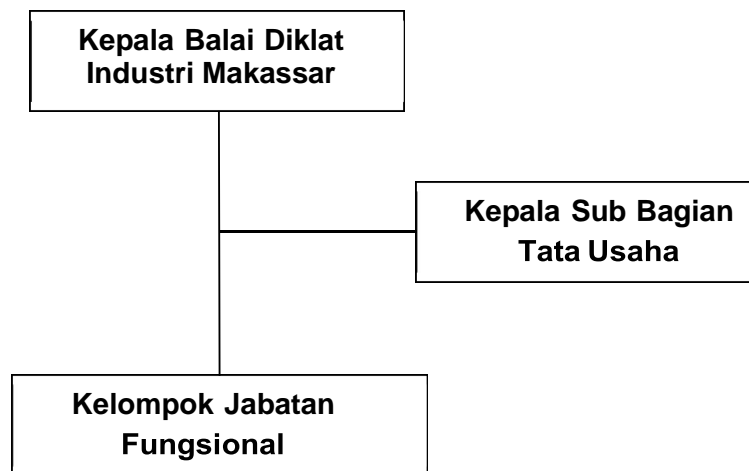 Kepala Balai Diklat
Industri Makassar
Kepala Sub Bagian
Tata Usaha
Kelompok Jabatan
Fungsional